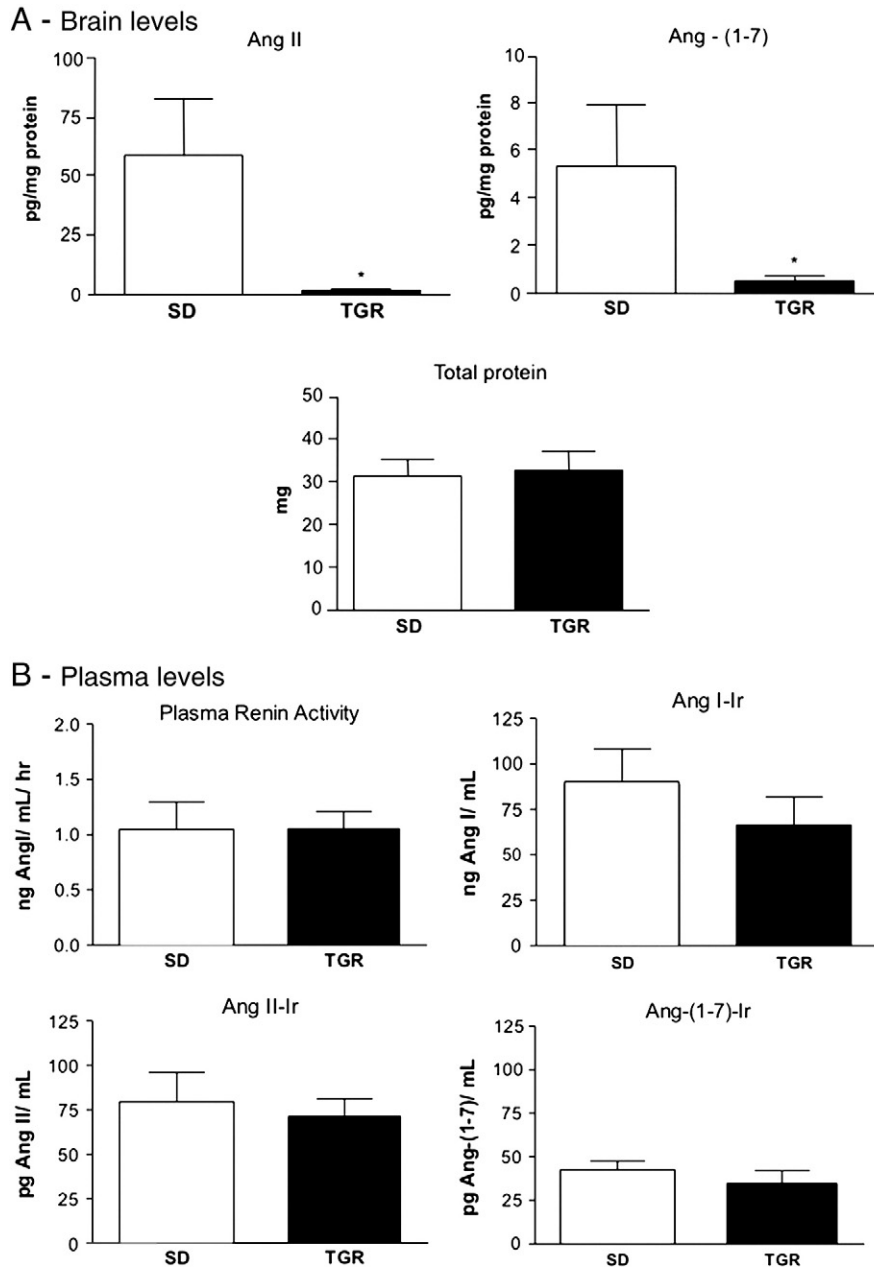 A - Brain levels
Ang II
100
75
50
25
0
pg/mg protein
*
SD TGR
Ang - (1-7)
10
8
6
4
2
0
pg/mg protein
*
SD TGR
Total protein
50
40
30
20
10
0
mg
SD TGR
B - Plasma levels
Plasma Renin Activity
2.0
1.5
1.0
0.5
0.0
ng AngI/ mL/ hr
SD TGR
Ang I-Ir
125
100
75
50
25
0
ng Ang I/ mL
SD TGR
Ang II-Ir
125
100
75
50
25
0
pg Ang II/ mL
SD TGR
Ang-(1-7)-Ir
125
100
75
50
25
0
pg Ang-(1-7)/ mL
SD TGR